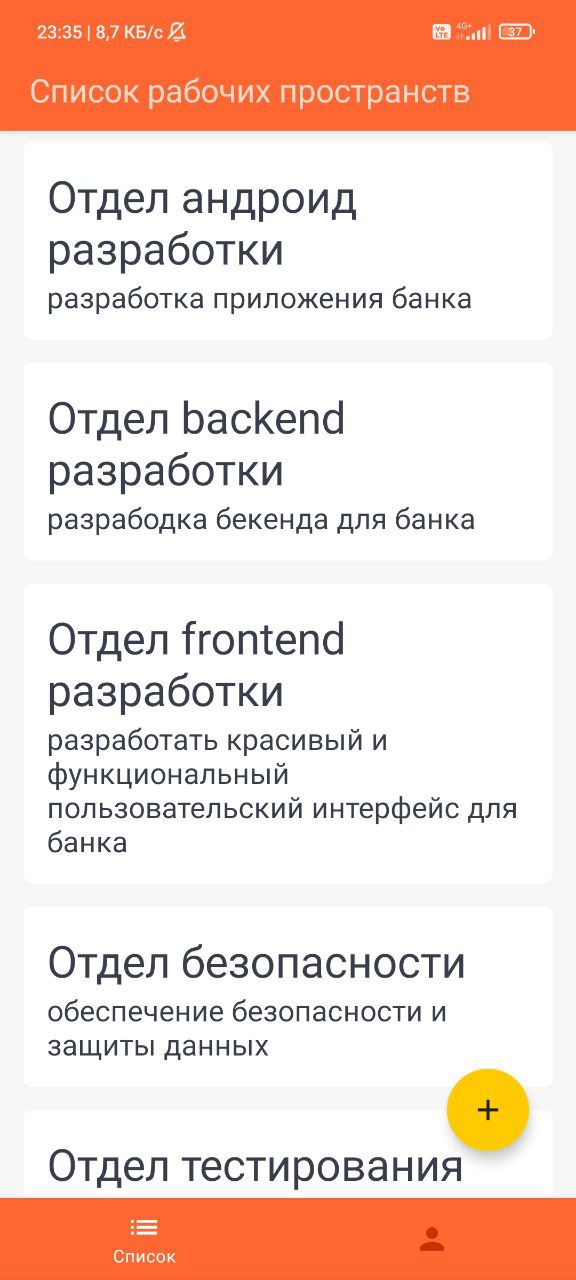 23:35 | 8,7 КБ/с
Vo LTE 4G+ 37
Список рабочих пространств
Отдел андроид
разработки
разработка приложения банка
Отдел backend
разработки
разрабодка бекенда для банка
Отдел frontend
разработки
разработать красивый и
функциональный
пользовательский интерфейс для
банка
Отдел безопасности
обеспечение безопасности и
защиты данных
+
Отдел тестирования
Список